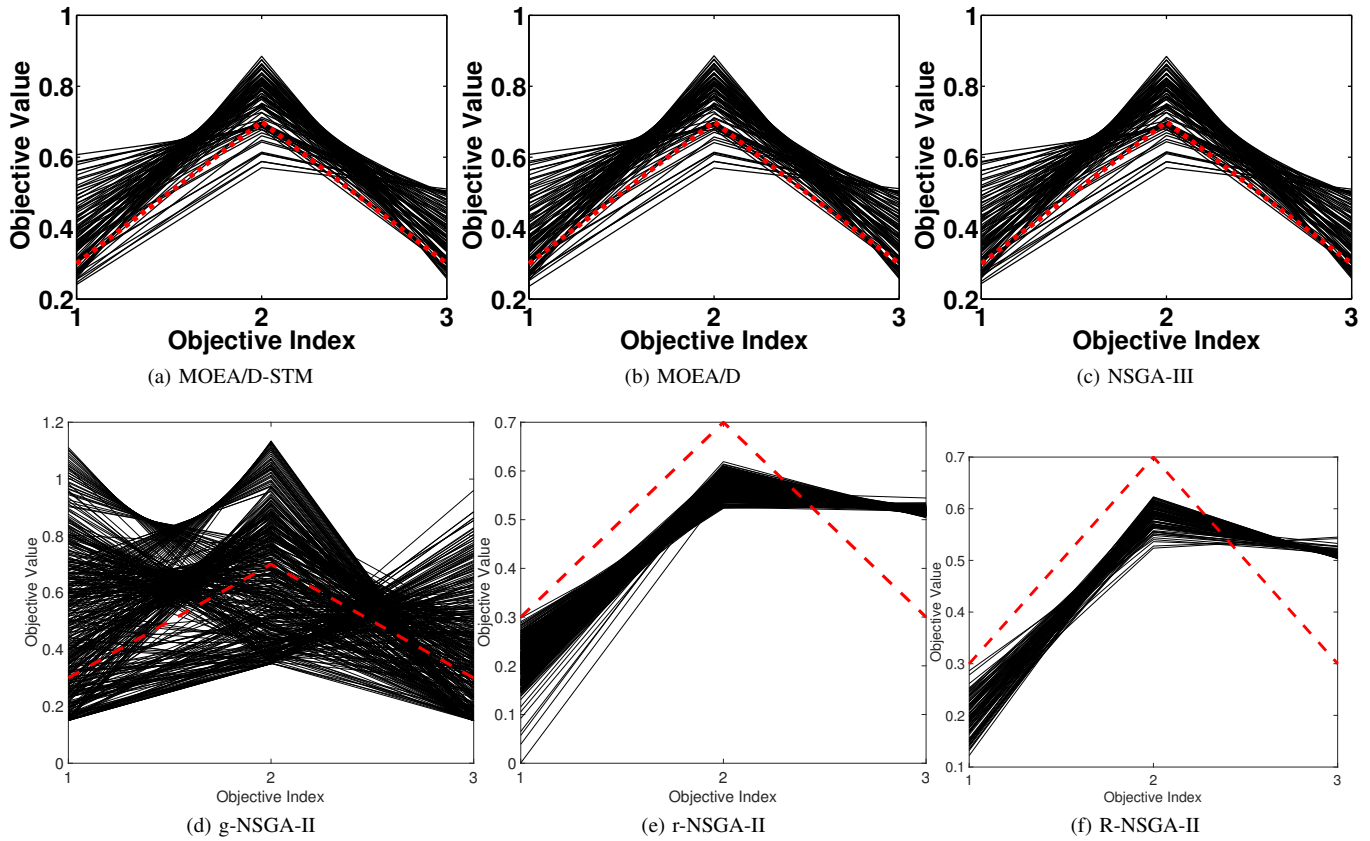 1
0.8
0.6
0.4
0.2
1 2 3
Objective Value
Objective Index
(a) MOEA/D-STM
1
0.8
0.6
0.4
0.2
1 2 3
Objective Value
Objective Index
(b) MOEA/D
1
0.8
0.6
0.4
0.2
1 2 3
Objective Value
Objective Index
(c) NSGA-III
1.2
1
0.8
0.6
0.4
0.2
0
1 2 3
Objective Value
Objective Index
(d) g-NSGA-II
0.7
0.6
0.5
0.4
0.3
0.2
0.1
0
1 2 3
Objective Value
Objective Index
(e) r-NSGA-II
0.7
0.6
0.5
0.4
0.3
0.2
0.1
1 2 3
Objective Value
Objective Index
(f) R-NSGA-II